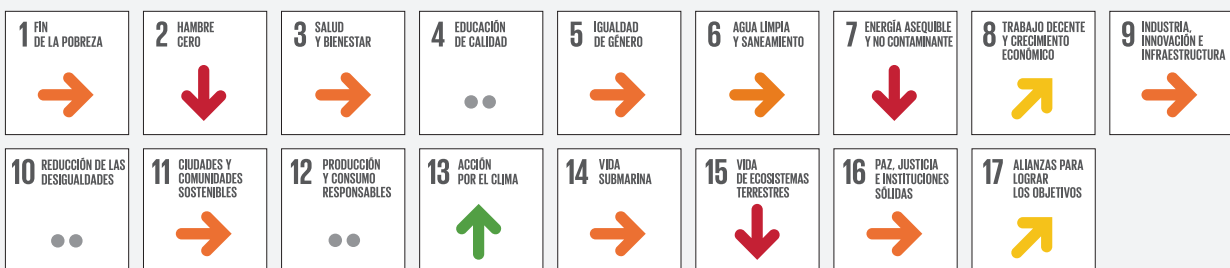 1 FIN
DE LA POBREZA
2 HAMBRE
CERO
3 SALUD
Y BIENESTAR
4 EDUCACIÓN
DE CALIDAD
5 IGUALDAD
DE GÉNERO
6 AGUA LIMPIA
Y SANEAMIENTO
7 ENERGÍA ASEQUIBLE
Y NO CONTAMINANTE
8 TRABAJO DECENTE
Y CRECIMIENTO
ECONÓMICO
9 INDUSTRIA,
INNOVACIÓN E
INFRAESTRUCTURA
10 REDUCCIÓN DE LAS
DESIGUALDADES
11 CIUDADES Y
COMUNIDADES
SOSTENIBLES
12 PRODUCCIÓN
Y CONSUMO
RESPONSABLES
13 ACCIÓN
POR EL CLIMA
14 VIDA
SUBMARINA
15 VIDA
DE ECOSISTEMAS
TERRESTRES
16 PAZ, JUSTICIA
E INSTITUCIONES
SÓLIDAS
17 ALIANZAS PARA
LOGRAR
LOS OBJETIVOS